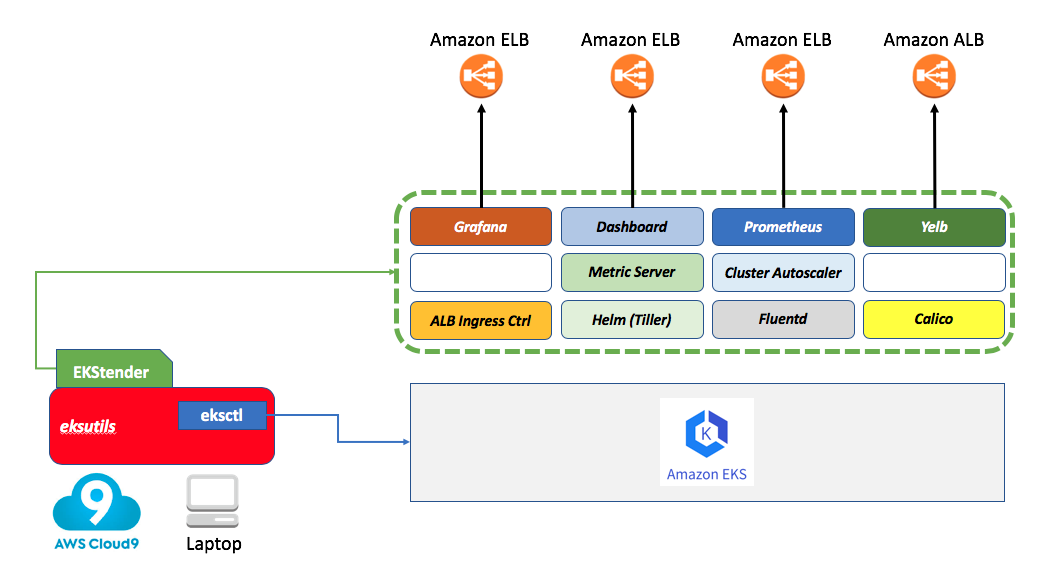 Amazon ELB
Amazon ELB
Amazon ELB
Amazon ALB
Grafana
Dashboard
Prometheus
Yelb
Metric Server
Cluster Autoscaler
ALB Ingress Ctrl
Helm (Tiller)
Fluentd
Calico
EKStender
eksctl
eksutils
K
Amazon EKS
9
AWS Cloud9
Laptop